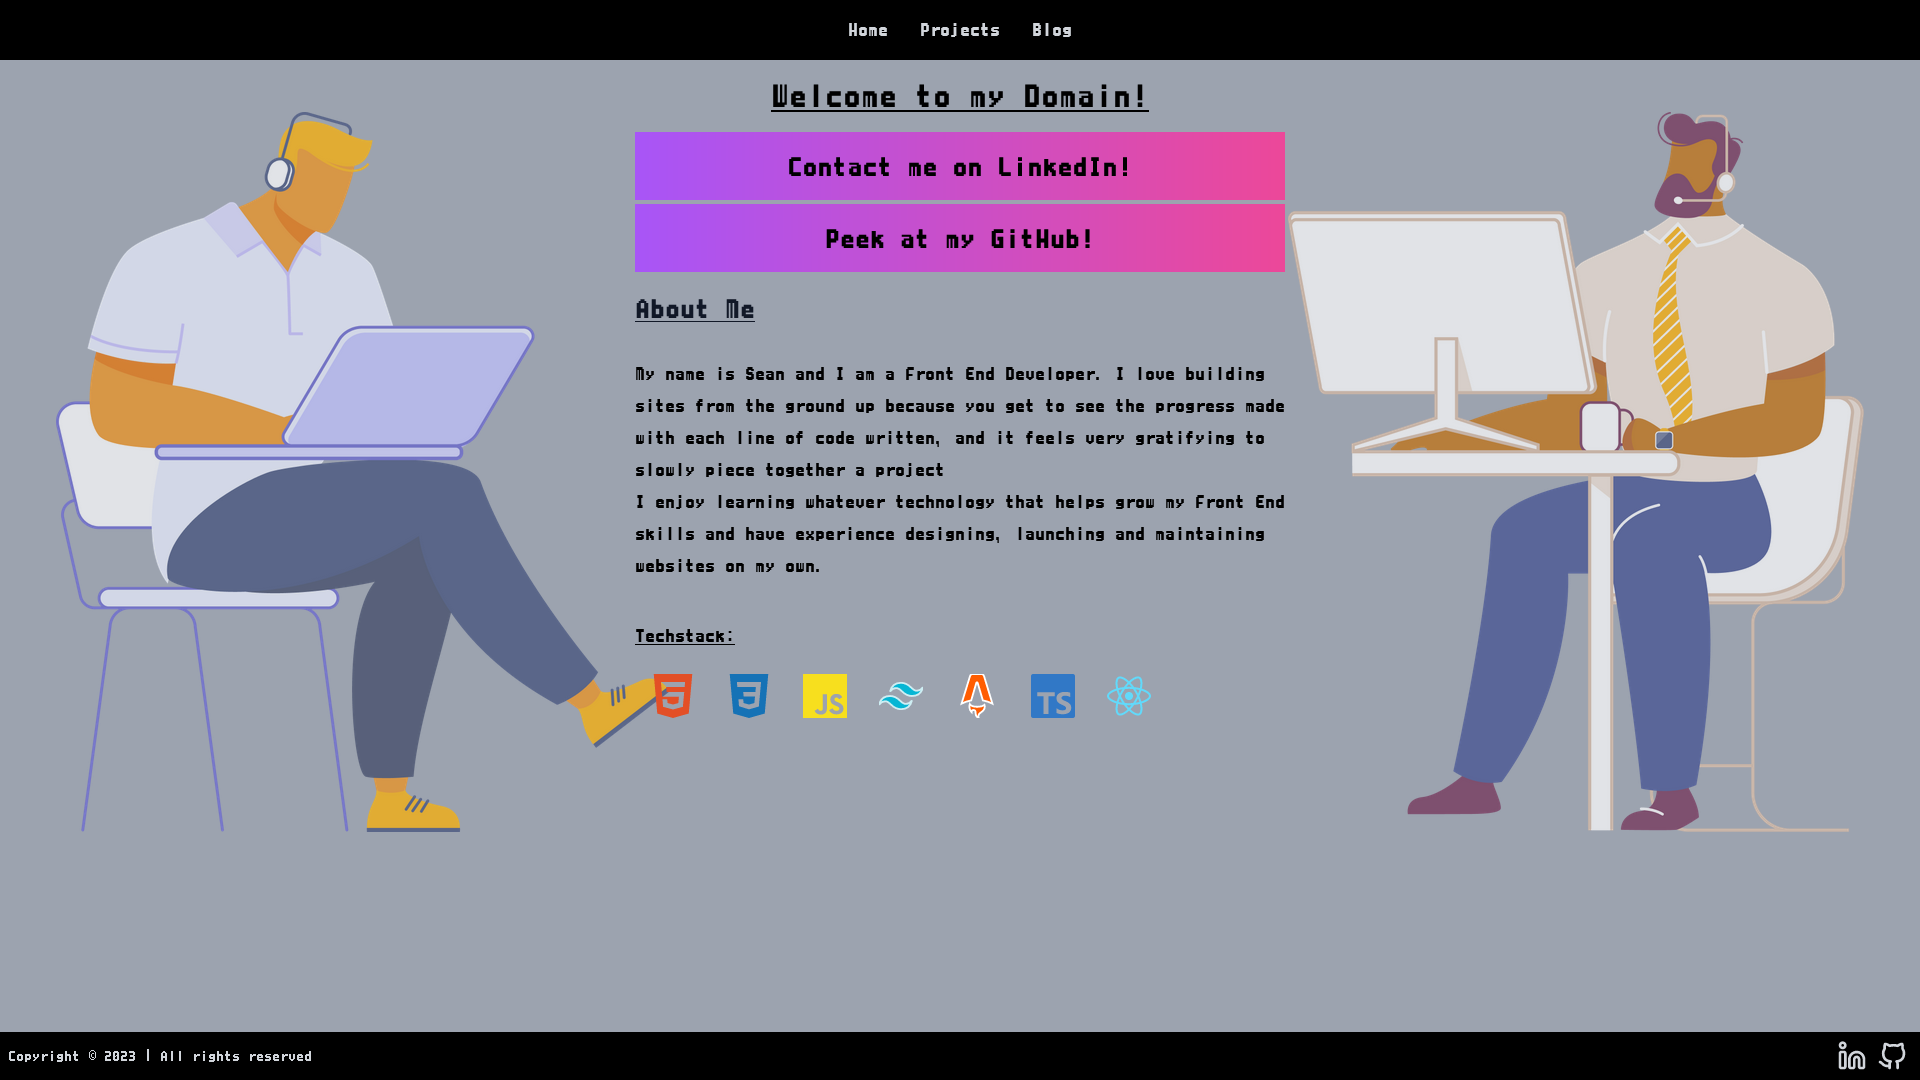 Home Projects Blog
Welcome to my Domain!
Contact me on LinkedIn!
Peek at my GitHub!
About Me
My name is Sean and I am a Front End Developer. I love building
sites from the ground up because you get to see the progress made
with each line of code written, and it feels very gratifying to
slowly piece together a project
I enjoy learning whatever technology that helps grow my Front End
skills and have experience designing, launching and maintaining
websites on my own.
Techstack:
JS
TS
Copyright © 2023 | All rights reserved
in